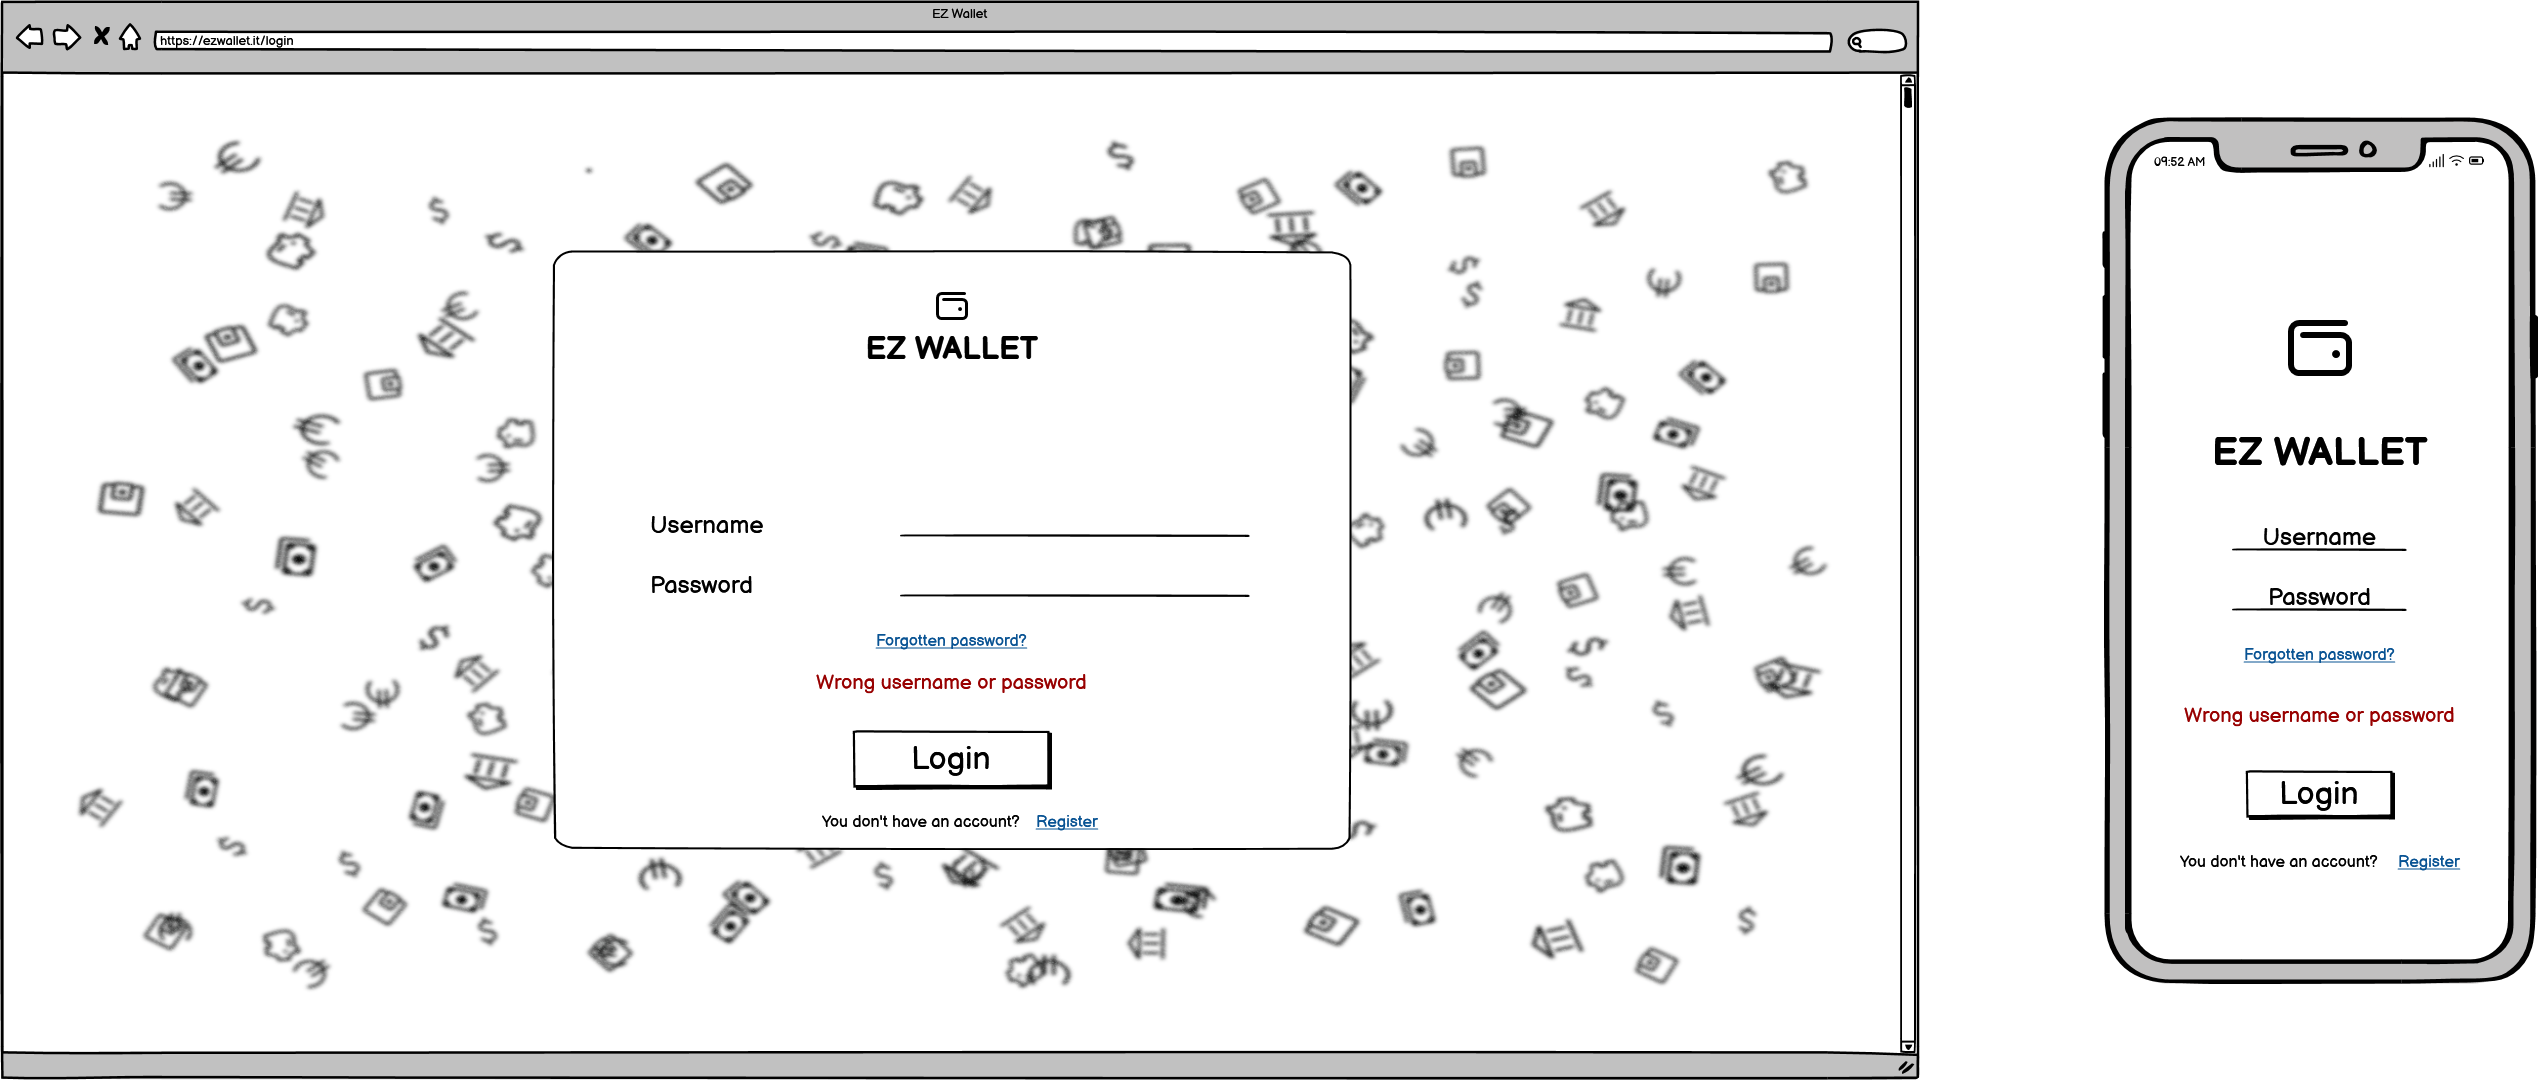 EZ Wallet
https://ezwallet.it/login
EZ WALLET
Username
Password
Forgotten password?
Wrong username or password
Login
You don't have an account? Register
09:52 AM
EZ WALLET
Username
Password
Forgotten password?
Wrong username or password
Login
You don't have an account? Register